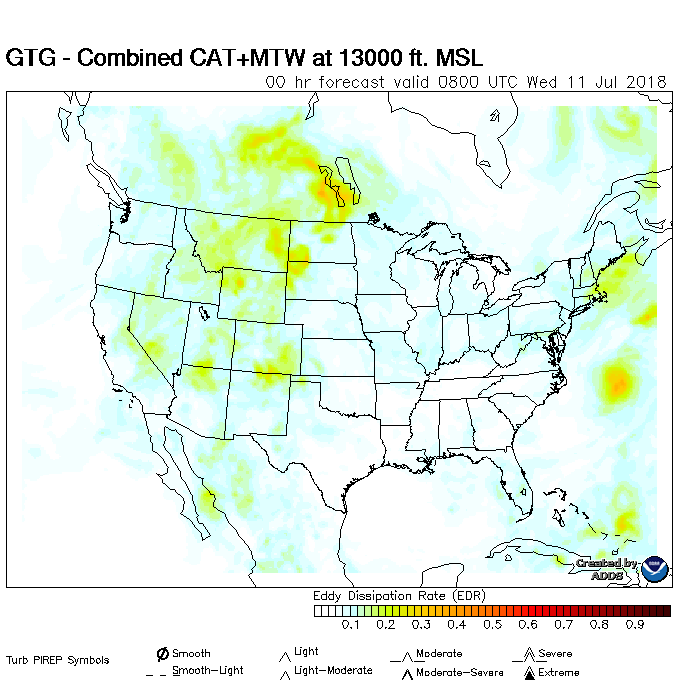 GTG - Combined CAT+MTW at 13000 ft. MSL
00 hr forecast valid 0800 UTC Wed 11 Jul 2018
Created by
ADDS
Eddy Dissipation Rate (EDR)
0.1 0.2 0.3 0.4 0.5 0.6 0.7 0.8 0.9
Turb PIREP Symbols
Smooth Light Moderate Severe
Smooth-Light Light-Moderate Moderate-Severe Extreme